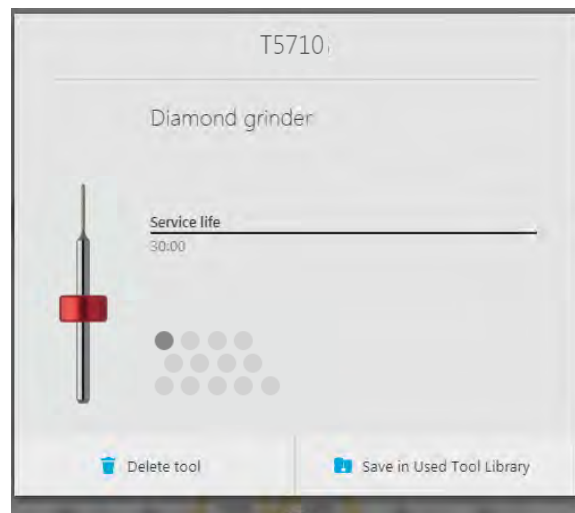 T5710
Diamond grinder
Service life
30:00
Delete tool
Save in Used Tool Library